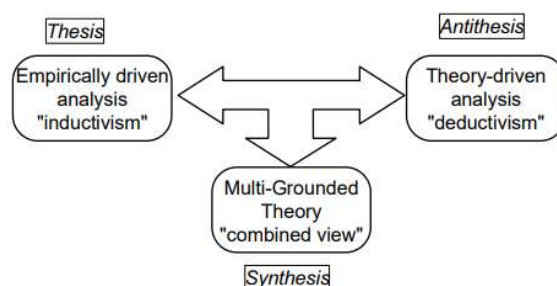 Thesis
Antithesis
Empirically driven
analysis
"inductivism"
Theory-driven
analysis
"deductivism"
Multi-Grounded
Theory
"combined view"
Synthesis